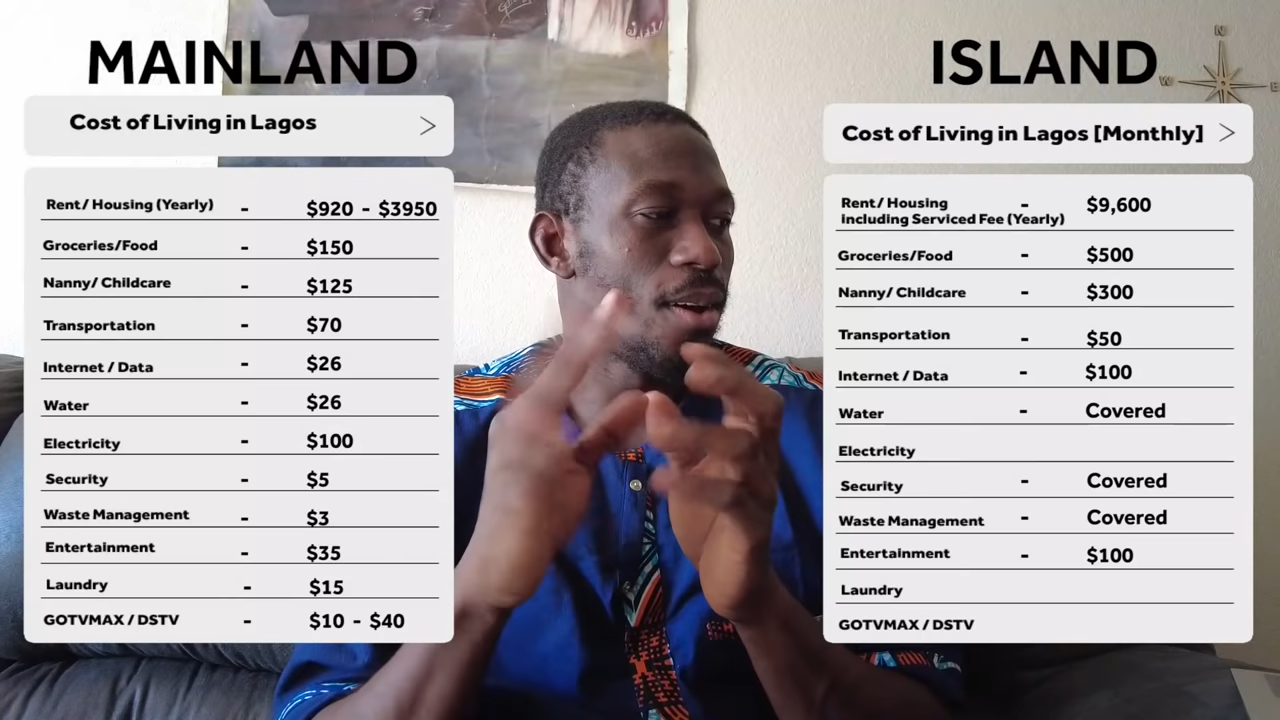 MAINLAND
Cost of Living in Lagos >
Rent/ Housing (Yearly) - $920 - $3950
Groceries/Food - $150
Nanny/ Childcare - $125
Transportation - $70
Internet / Data - $26
Water - $26
Electricity - $100
Security - $5
Waste Management - $3
Entertainment - $35
Laundry - $15
GOTVMAX / DSTV - $10 - $40
ISLAND
N
W
E
Cost of Living in Lagos [Monthly] >
Rent/ Housing - $9,600
including Serviced Fee (Yearly)
Groceries/Food - $500
Nanny/ Childcare - $300
Transportation - $50
Internet / Data - $100
Water - Covered
Electricity
Security - Covered
Waste Management - Covered
Entertainment - $100
Laundry
GOTVMAX / DSTV